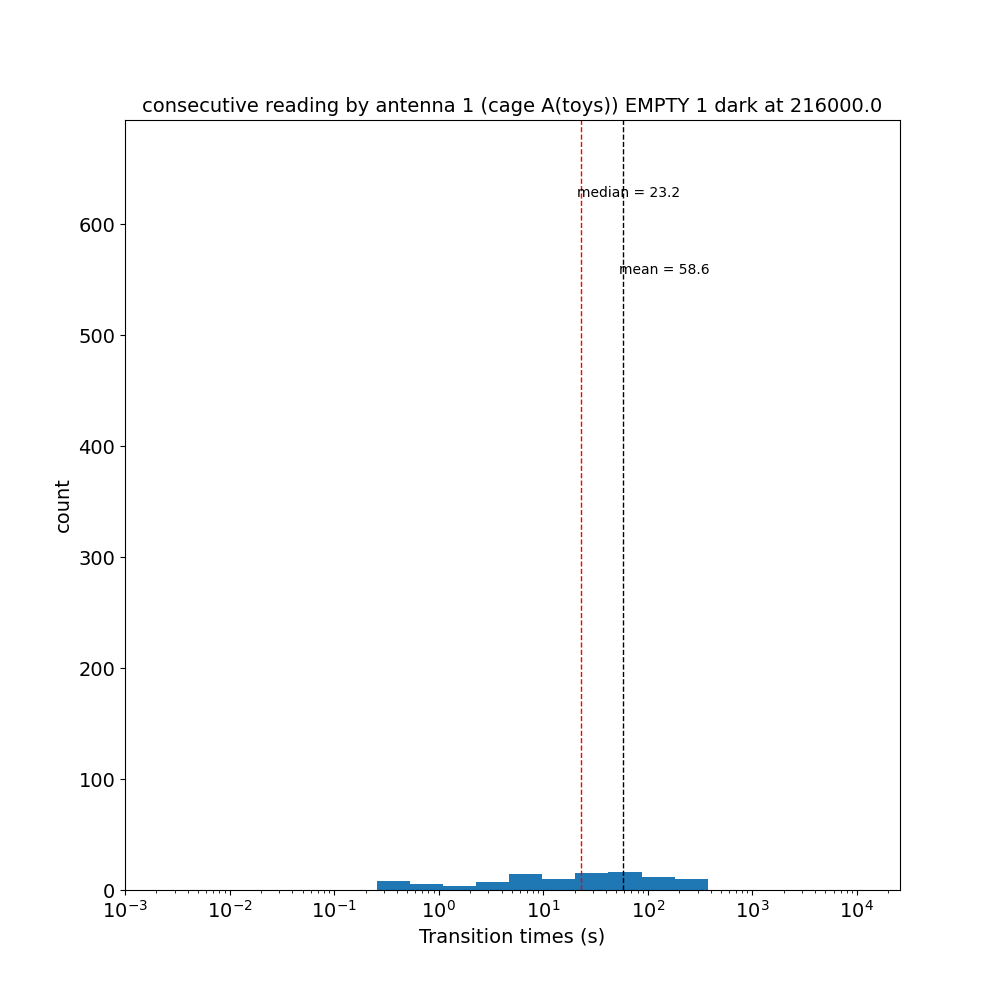 consecutive reading by antenna 1 (cage A(toys)) EMPTY 1 dark at 216000.0
median = 23.2
mean = 58.6
600
500
400
300
200
100
0
count
10⁻³ 10⁻² 10⁻¹ 10⁰ 10¹ 10² 10³ 10⁴
Transition times (s)